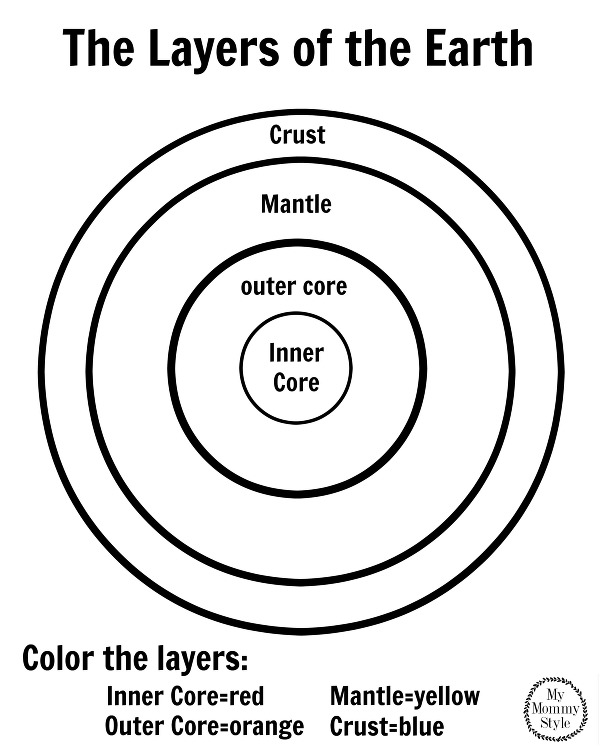 The Layers of the Earth
Crust
Mantle
outer core
Inner
Core
Color the layers:
Inner Core=red
Mantle=yellow
Outer Core=orange
Crust=blue
My
Mommy
Style